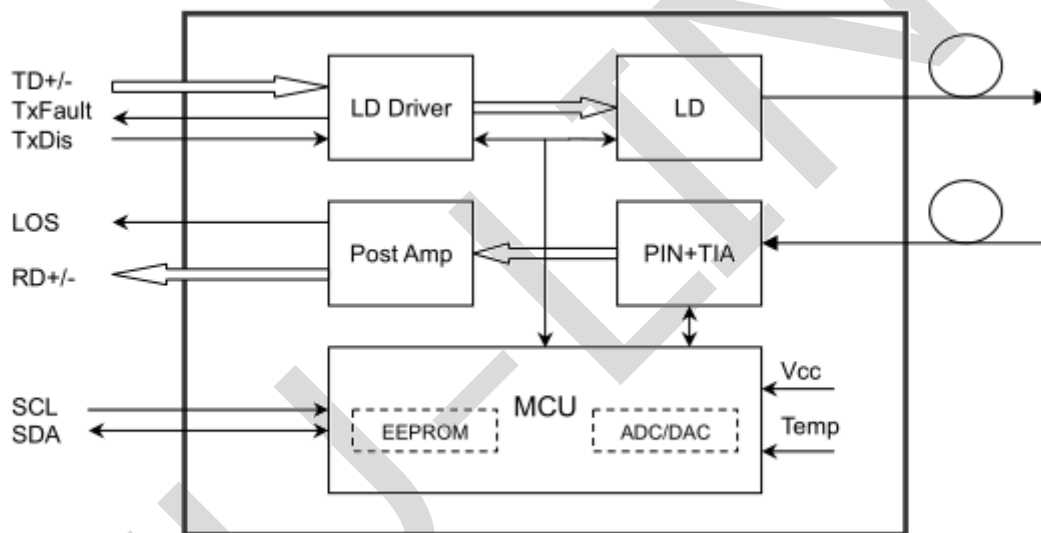 TD+/-
TxFault
TxDis
LD Driver
LD
LOS
RD+/-
Post Amp
PIN+TIA
SCL
SDA
MCU
EEPROM
ADC/DAC
Vcc
Temp